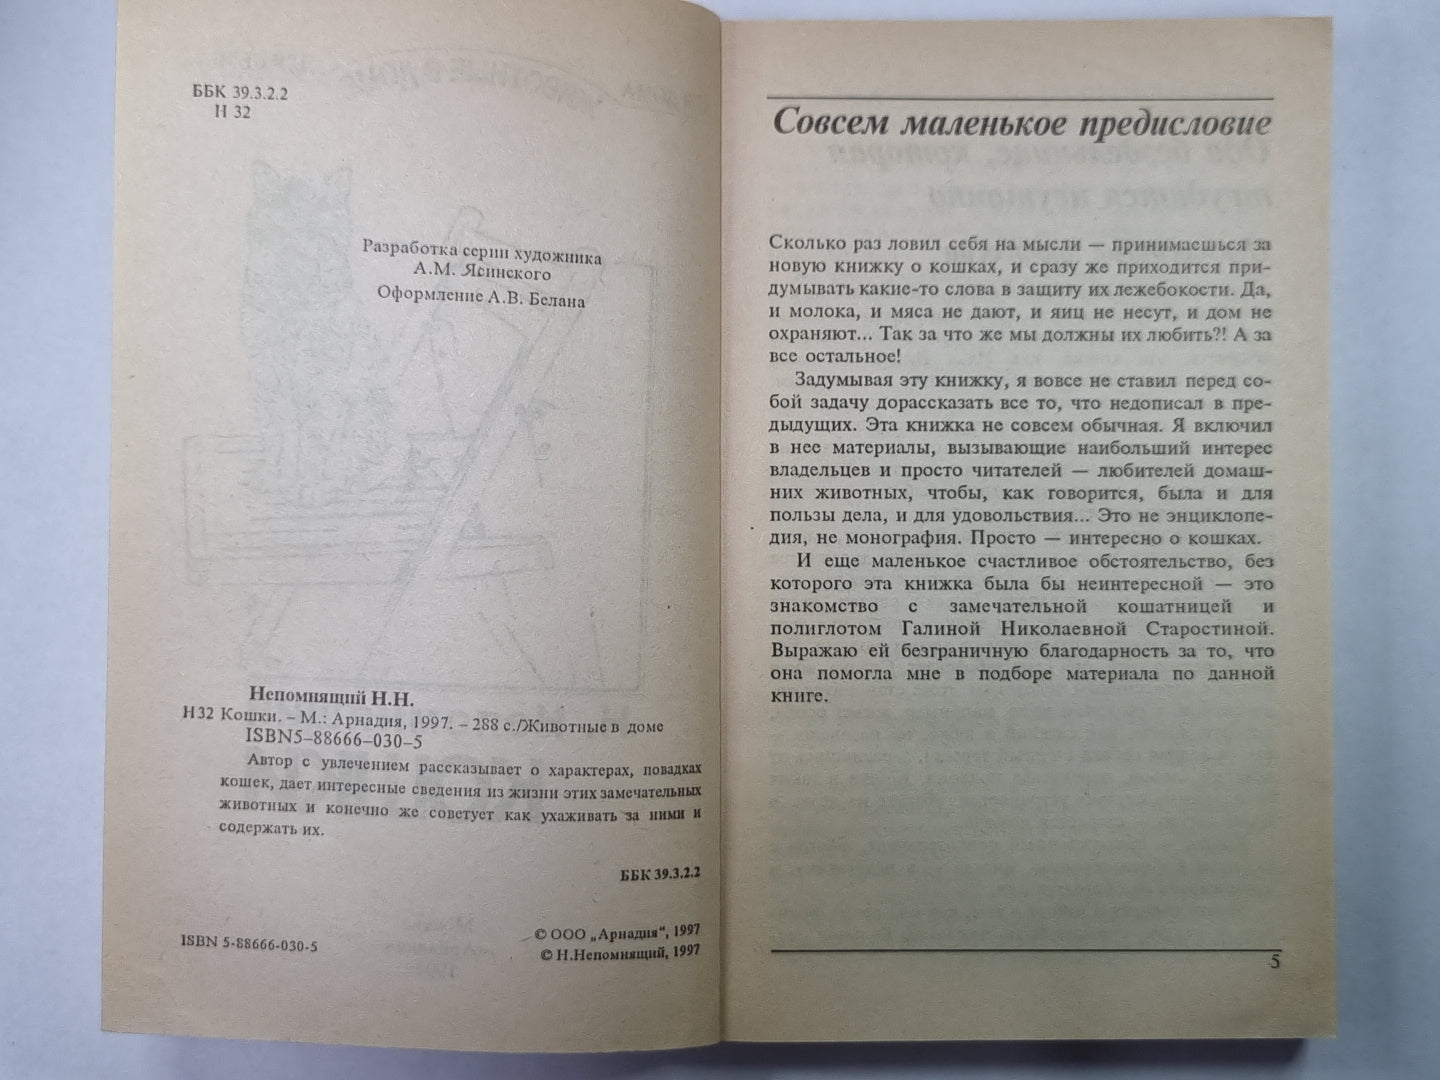 ББК 39.3.2.2
Н 32
Разработка серии художника
А.М. Ясинского
Оформление А.В. Белана
Непомнящий Н.Н.
Н32 Кошки. – М.: Арнадия, 1997. – 288 с./Животные в доме
ISBN5–88666–030–5
Автор с увлечением рассказывает о характерах, повадках
кошек, дает интересные сведения из жизни этих замечательных
животных и конечно же советует как ухаживать за ними и
содержать их.
ББК 39.3.2.2
ISBN 5-88666-030-5
© ООО „Арнадия“, 1997
© Н.Непомнящий, 1997
Совсем маленькое предисловие
Сколько раз ловил себя на мысли — принимаешься за
новую книжку о кошках, и сразу же приходится при-
думывать какие-то слова в защиту их лежебокости. Да,
и молока, и мяса не дают, и яиц не несут, и дом не
охраняют... Так за что же мы должны их любить?! А за
все остальное!
Задумывая эту книжку, я вовсе не ставил перед со-
бой задачу дорассказать все то, что недописал в пре-
дыдущих. Эта книжка не совсем обычная. Я включил
в нее материалы, вызывающие наибольший интерес
владельцев и просто читателей — любителей домаш-
них животных, чтобы, как говорится, была и для
пользы дела, и для удовольствия... Это не энциклопе-
дия, не монография. Просто — интересно о кошках.
И еще маленькое счастливое обстоятельство, без
которого эта книжка была бы неинтересной — это
знакомство с замечательной кошатницей и
полиглотом Галиной Николаевной Старостиной.
Выражаю ей безграничную благодарность за то, что
она помогла мне в подборе материала по данной
книге.
5